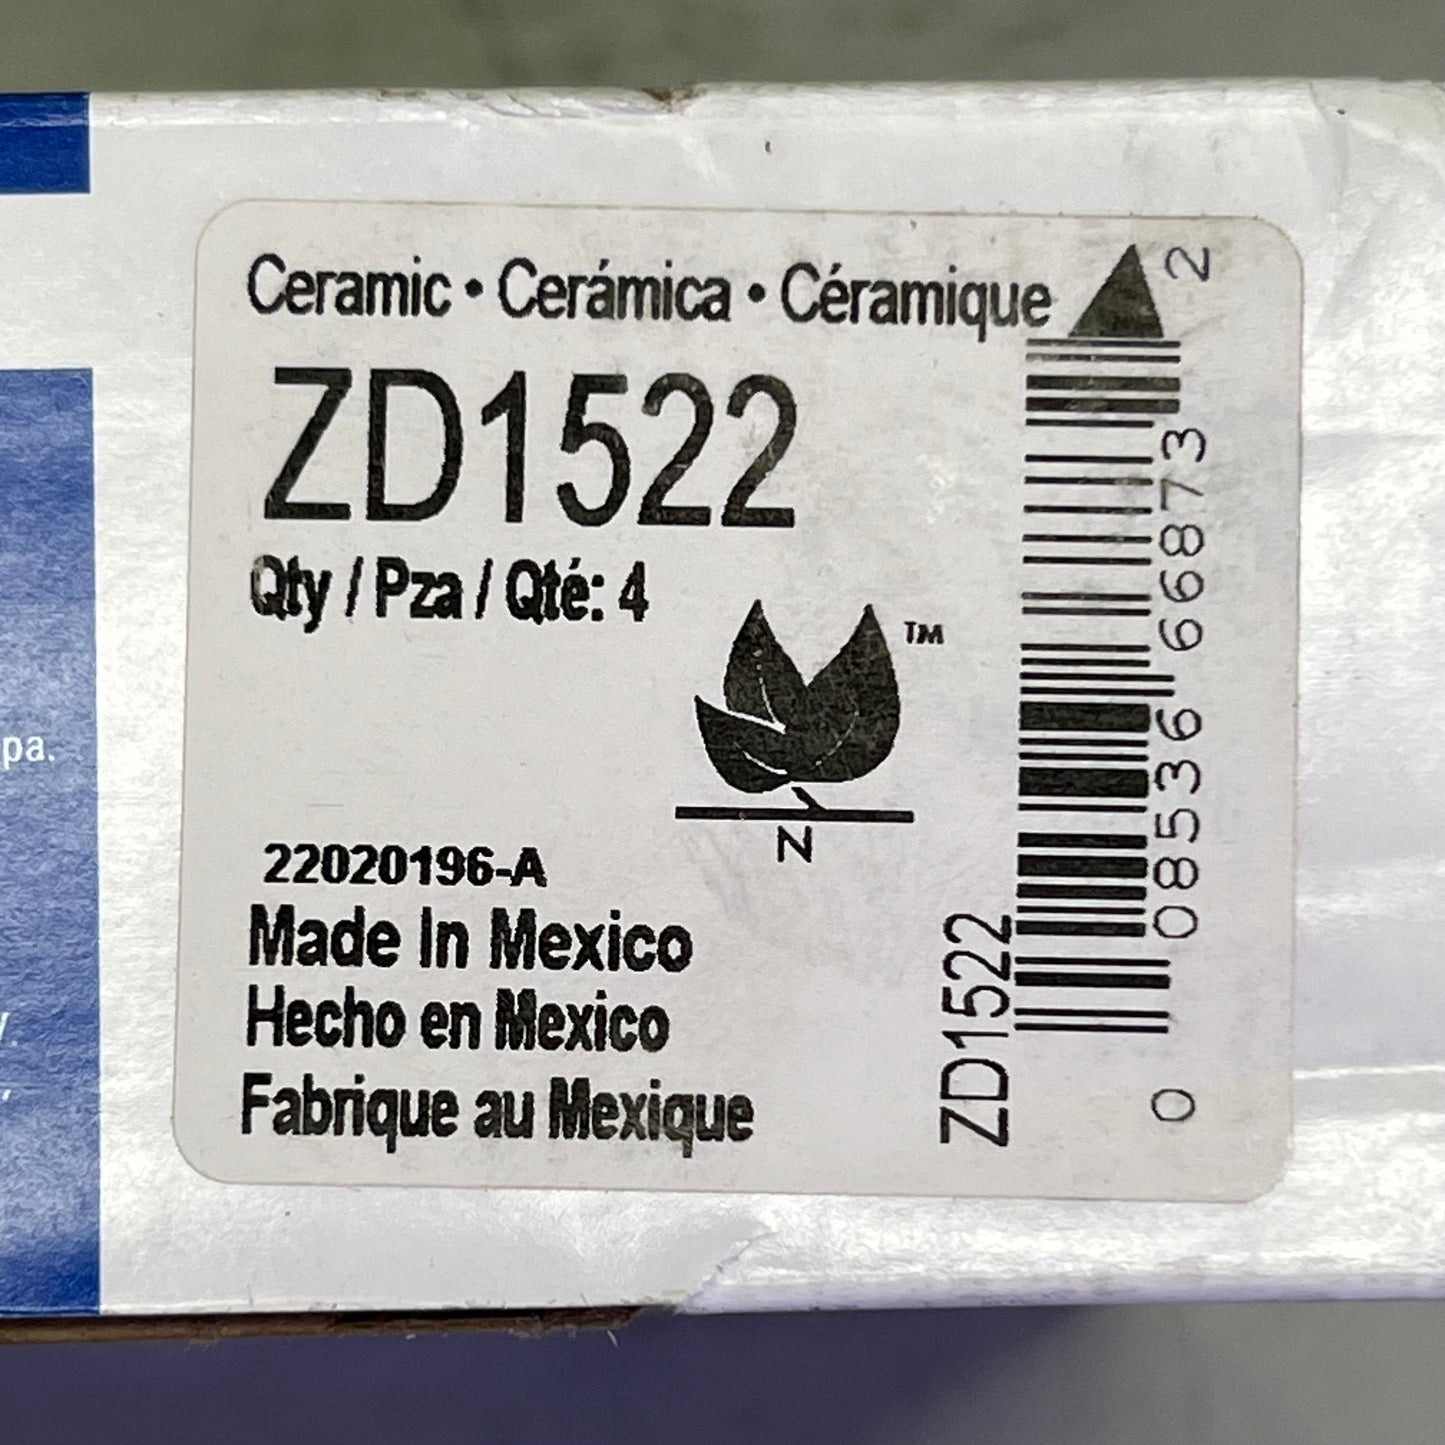 Ceramic • Cerámica • Céramique
ZD1522
Qty / Pza / Qté: 4
TM
N
22020196-A
Made In Mexico
Hecho en Mexico
Fabrique au Mexique
ZD1522
0 08536 66873 2
pa.